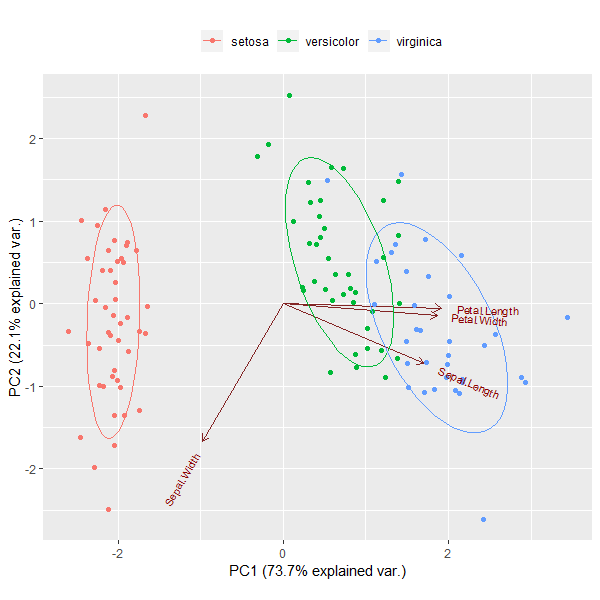 setosa versicolor virginica
PC2 (22.1% explained var.)
2
1
0
-1
-2
Petal.Length
Petal.Width
Sepal.Length
Sepal.Width
-2 0 2
PC1 (73.7% explained var.)